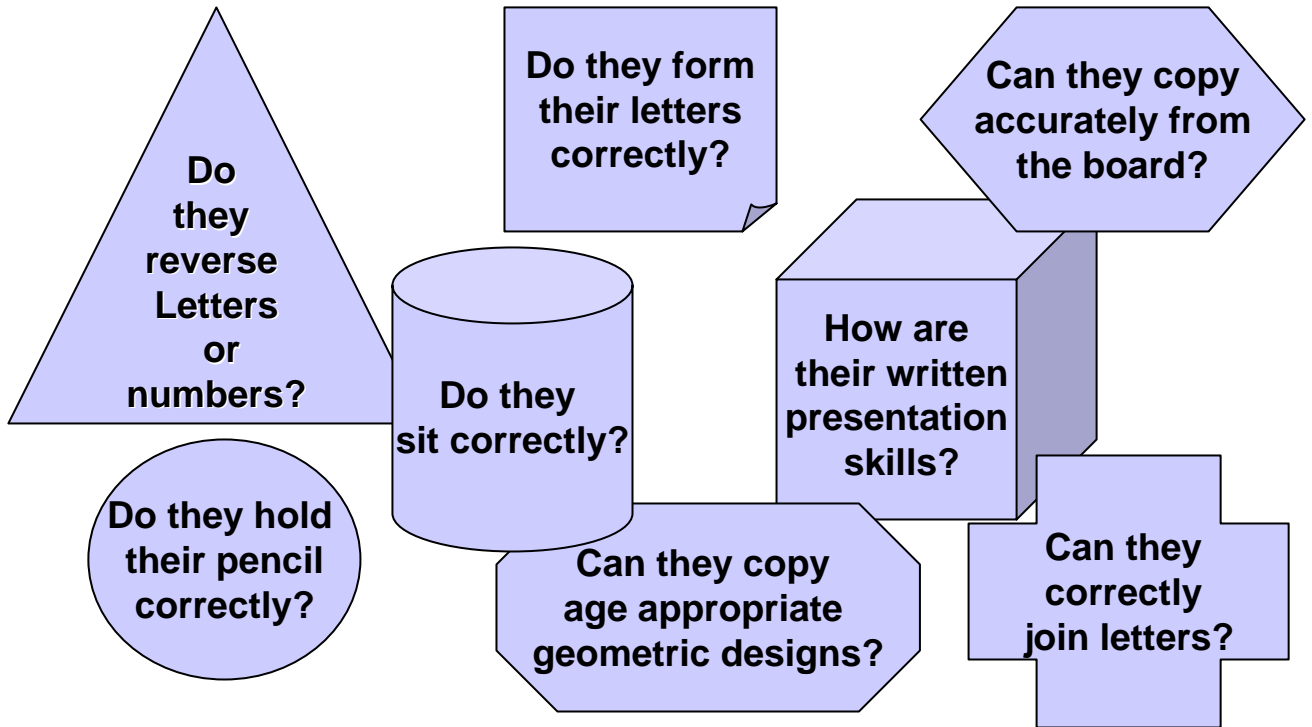 Do
they
reverse
Letters
or
numbers?
Do they form
their letters
correctly?
Can they copy
accurately from
the board?
Do they
sit correctly?
How are
their written
presentation
skills?
Do they hold
their pencil
correctly?
Can they copy
age appropriate
geometric designs?
Can they
correctly
join letters?